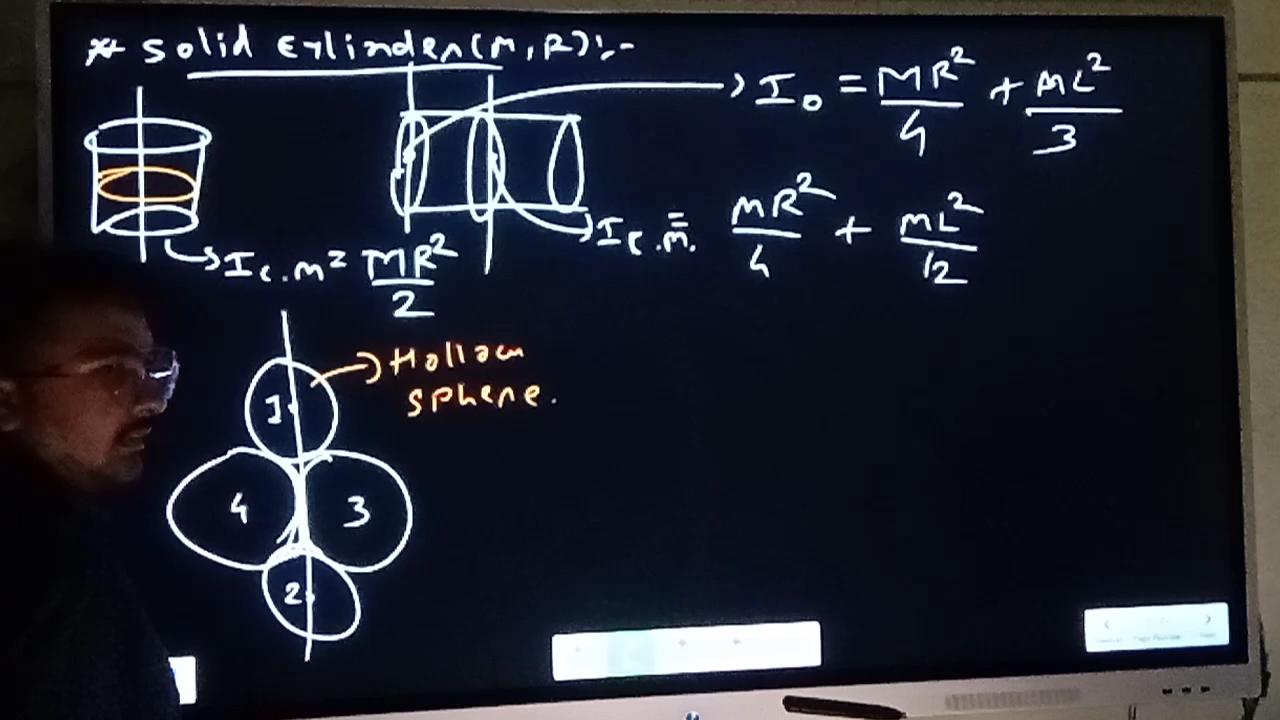 * Solid Cylinder (M, R) :-
I₀ = MR²/4 + ML²/3
I c.m = MR²/2
I c.m. = MR²/4 + ML²/12
Hollow
sphere.
1
4
3
2